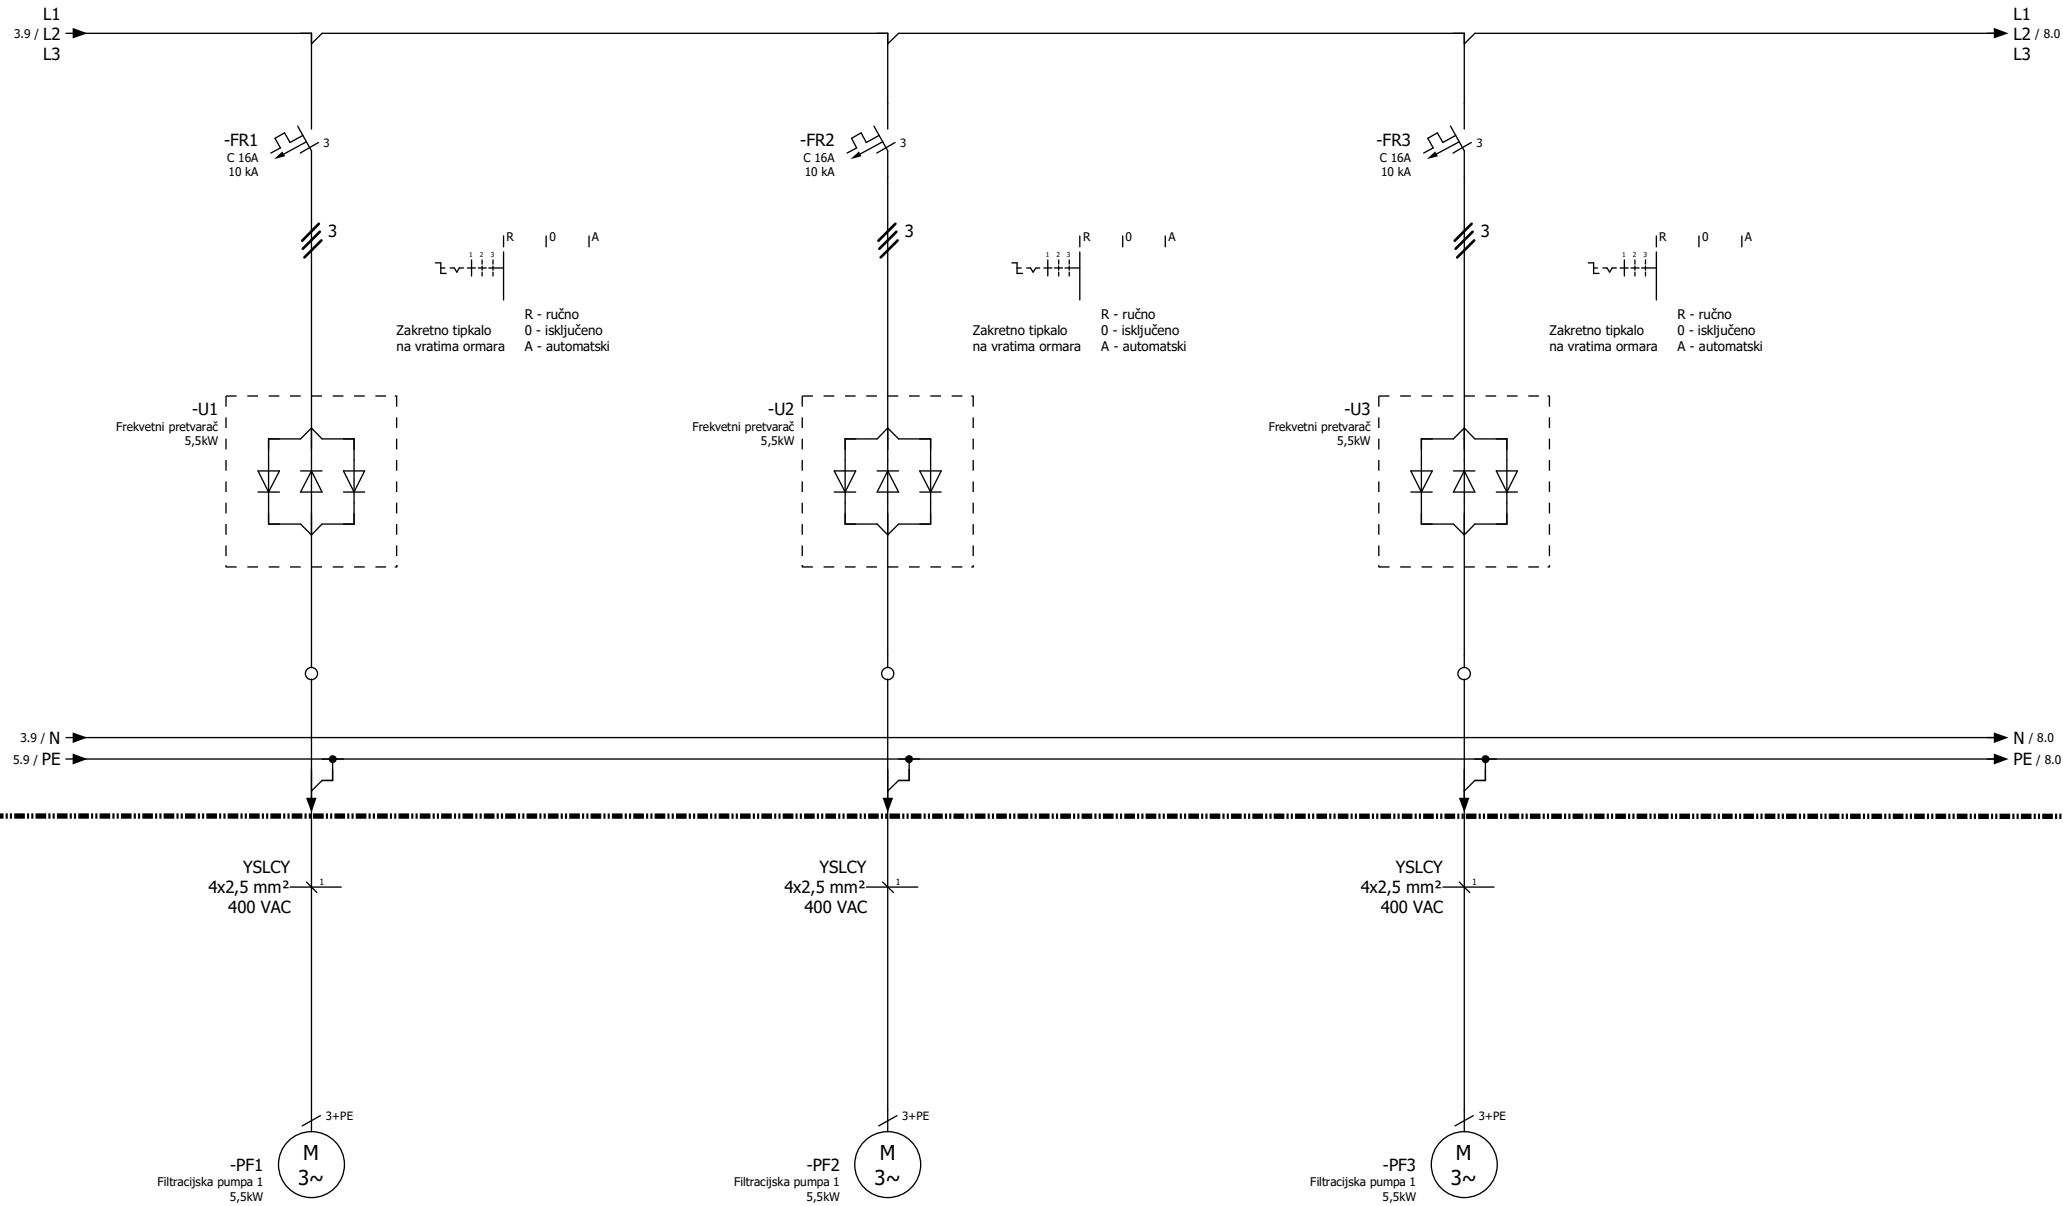 L1
3.9 / L2
L3
L1
L2 / 8.0
L3
-FR1
C 16A
10 kA
3
-FR2
C 16A
10 kA
3
-FR3
C 16A
10 kA
3
3
3
3
R 0 A
1 2 3
R - ručno
Zakretno tipkalo 0 - isključeno
na vratima ormara A - automatski
R 0 A
1 2 3
R - ručno
Zakretno tipkalo 0 - isključeno
na vratima ormara A - automatski
R 0 A
1 2 3
R - ručno
Zakretno tipkalo 0 - isključeno
na vratima ormara A - automatski
-U1
Frekvetni pretvarač
5,5kW
-U2
Frekvetni pretvarač
5,5kW
-U3
Frekvetni pretvarač
5,5kW
3.9 / N
5.9 / PE
N / 8.0
PE / 8.0
YSLCY
4x2,5 mm² 1
400 VAC
YSLCY
4x2,5 mm² 1
400 VAC
YSLCY
4x2,5 mm² 1
400 VAC
3+PE
M
3~
-PF1
Filtracijska pumpa 1
5,5kW
3+PE
M
3~
-PF2
Filtracijska pumpa 1
5,5kW
3+PE
M
3~
-PF3
Filtracijska pumpa 1
5,5kW